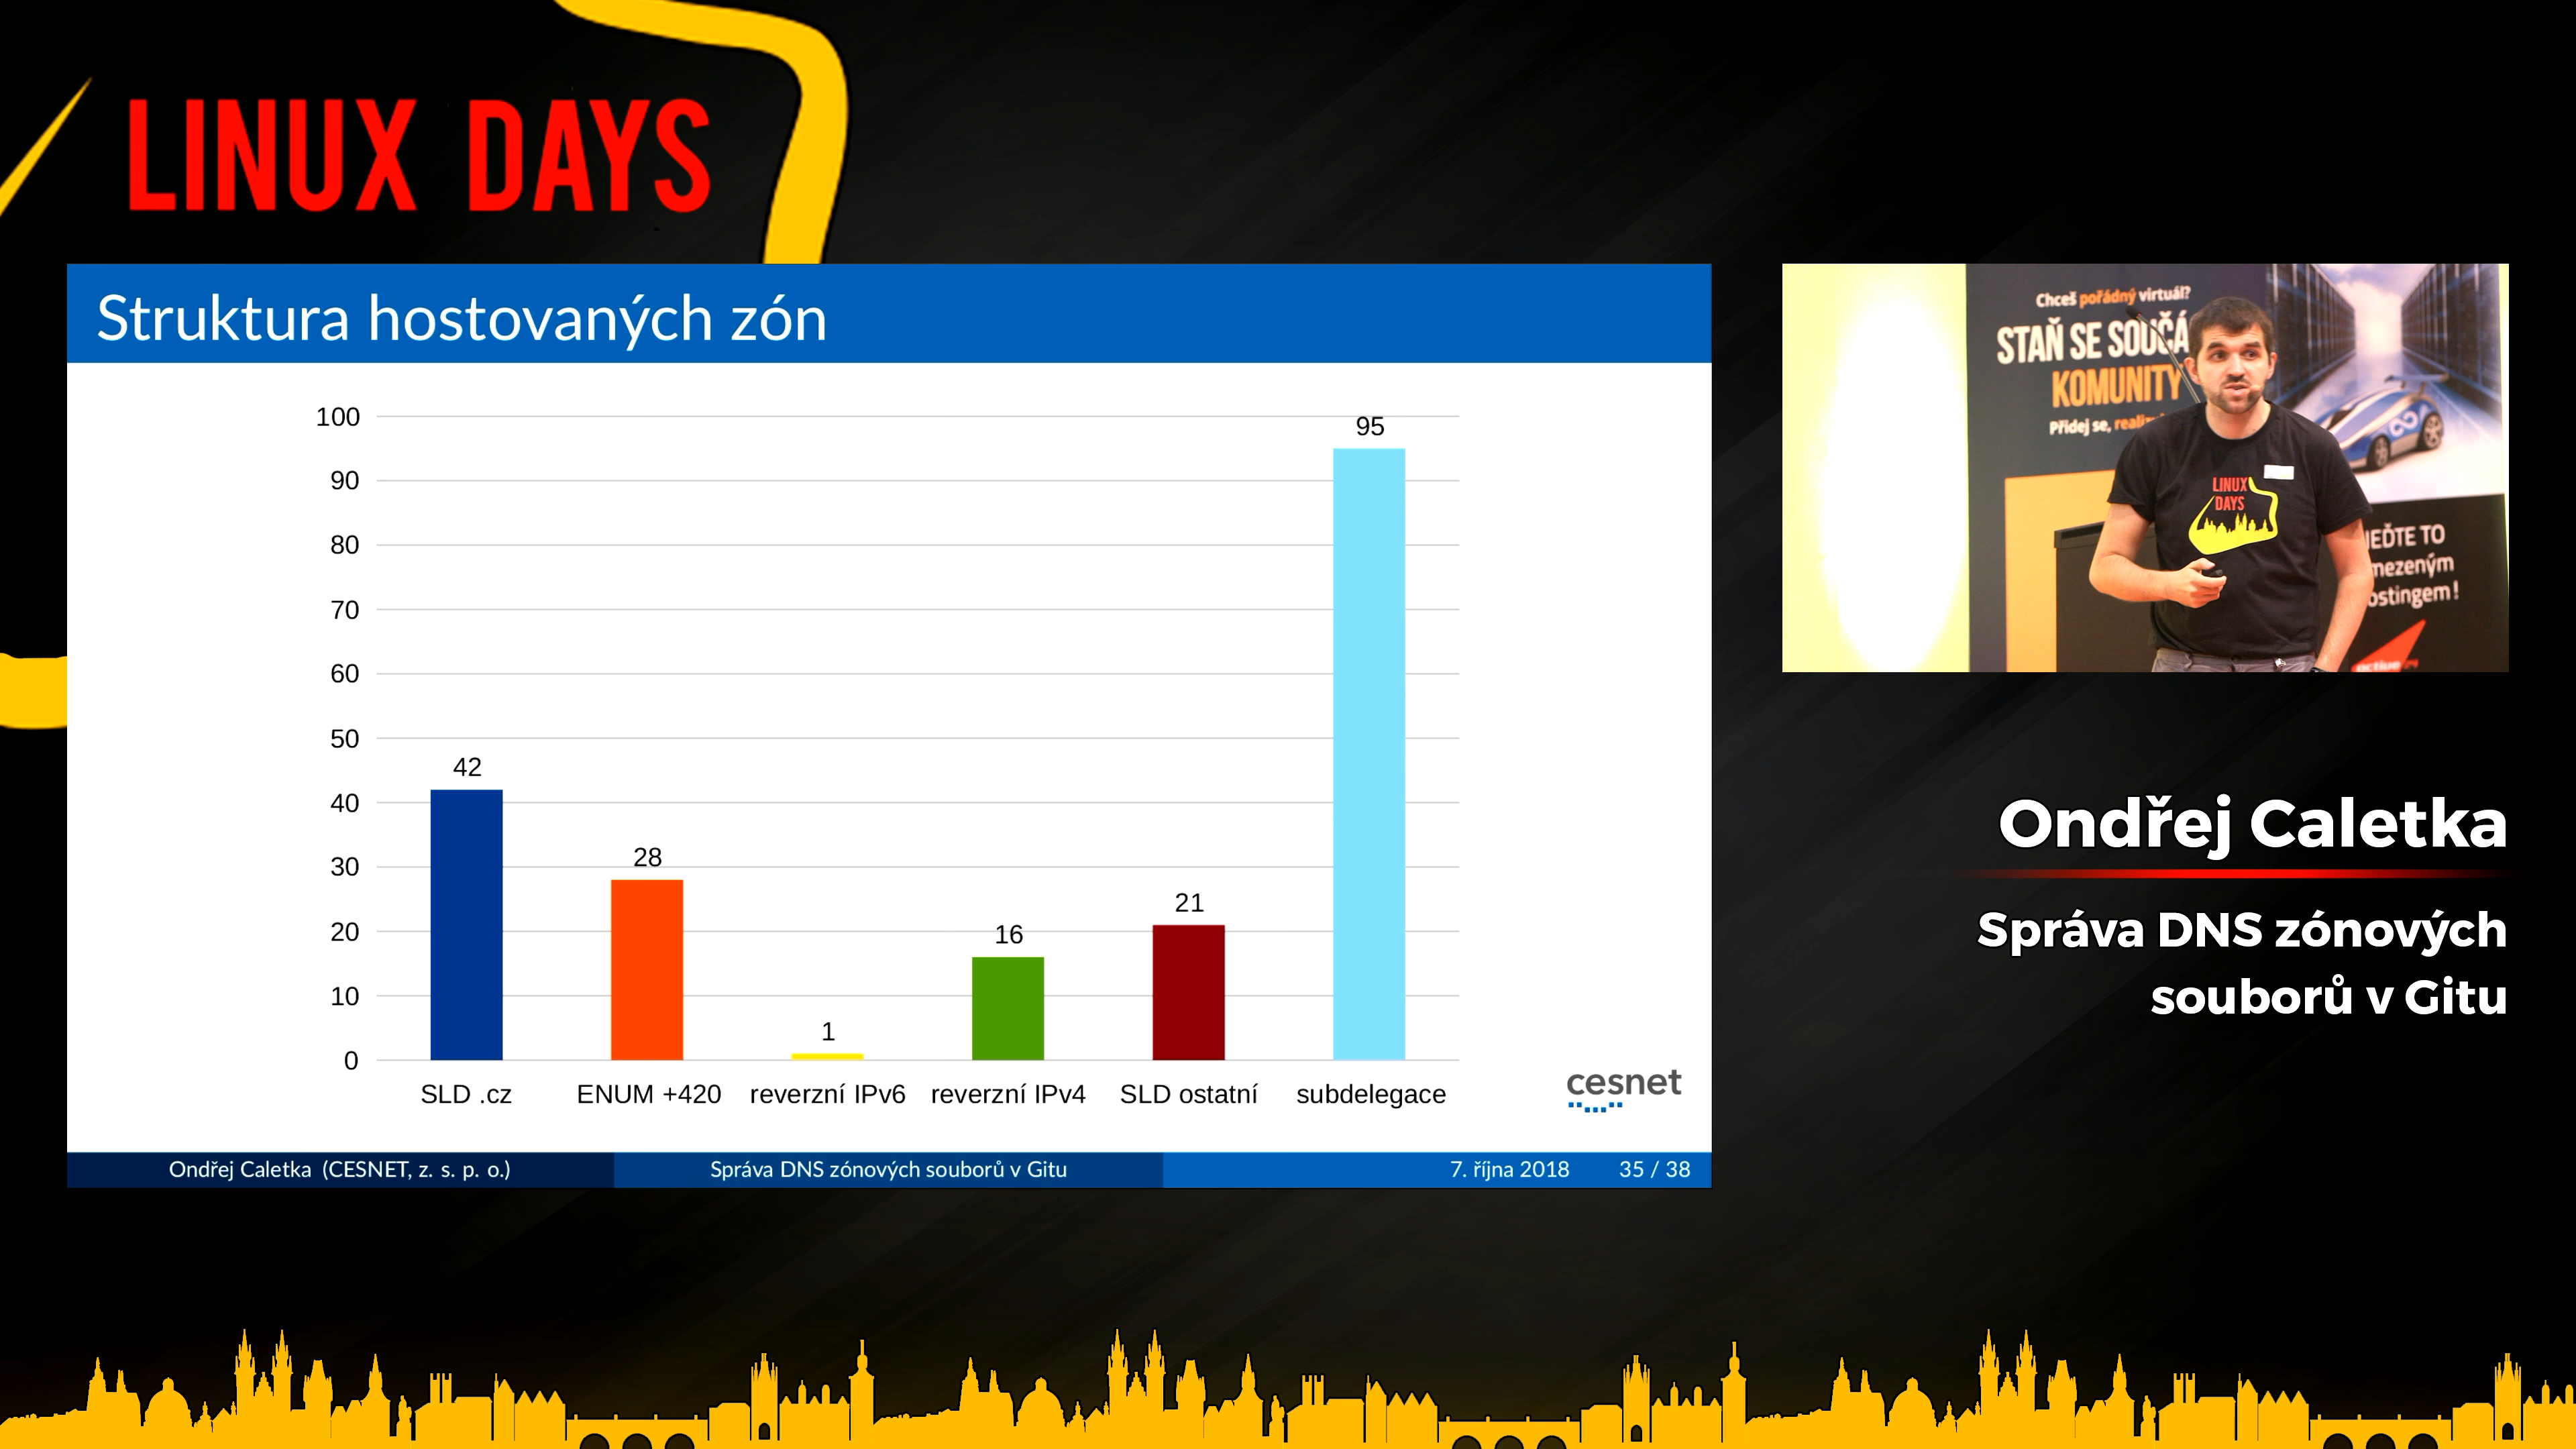 LINUX DAYS
Struktura hostovaných zón
100
90
80
70
60
50
40
30
20
10
0
42
28
1
16
21
95
SLD .cz
ENUM +420
reverzní IPv6
reverzní IPv4
SLD ostatní
subdelegace
cesnet
Ondřej Caletka (CESNET, z. s. p. o.)
Správa DNS zónových souborů v Gitu
7. října 2018
35 / 38
Chceš pořádný virtuál?
STAŇ SE SOUČÁ
KOMUNITY
Přidej se,
LINUX
DAYS
JEĎTE TO
mezeným
ostingem!
Ondřej Caletka
Správa DNS zónových
souborů v Gitu